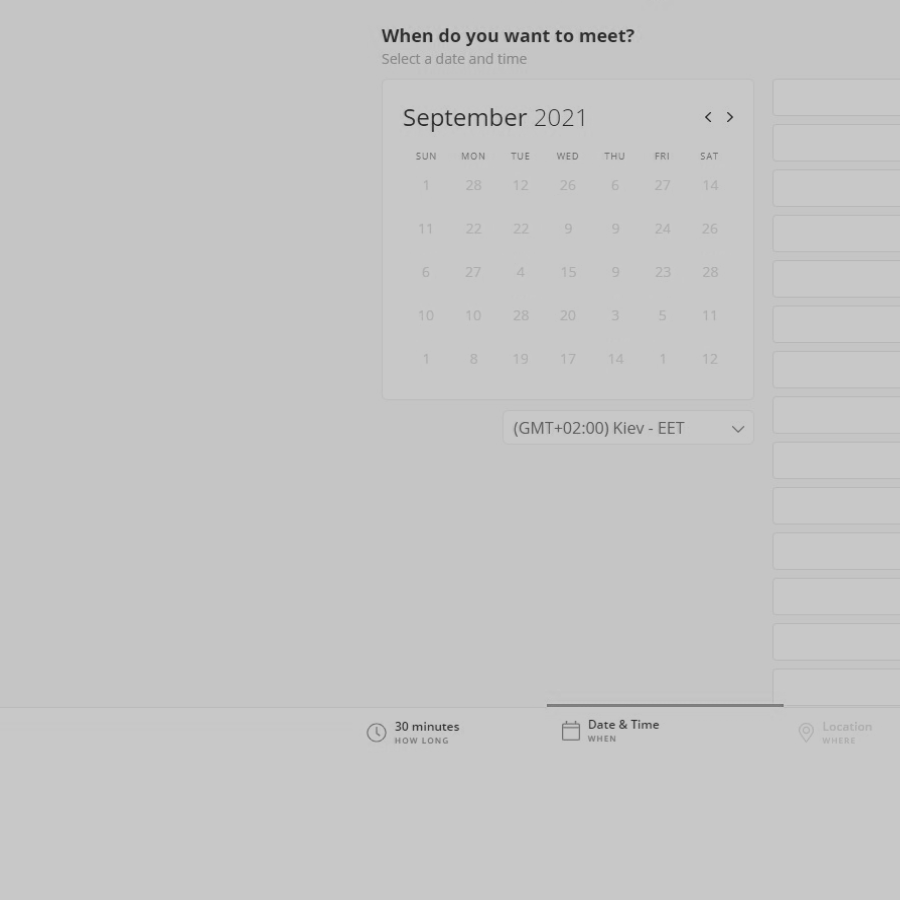 When do you want to meet?
Select a date and time
September 2021
SUN MON TUE WED THU FRI SAT
1 28 12 26 6 27 14
11 22 22 9 9 24 26
6 27 4 15 9 23 28
10 10 28 20 3 5 11
1 8 19 17 14 1 12
(GMT+02:00) Kiev - EET
30 minutes
HOW LONG
Date & Time
WHEN
Location
WHERE